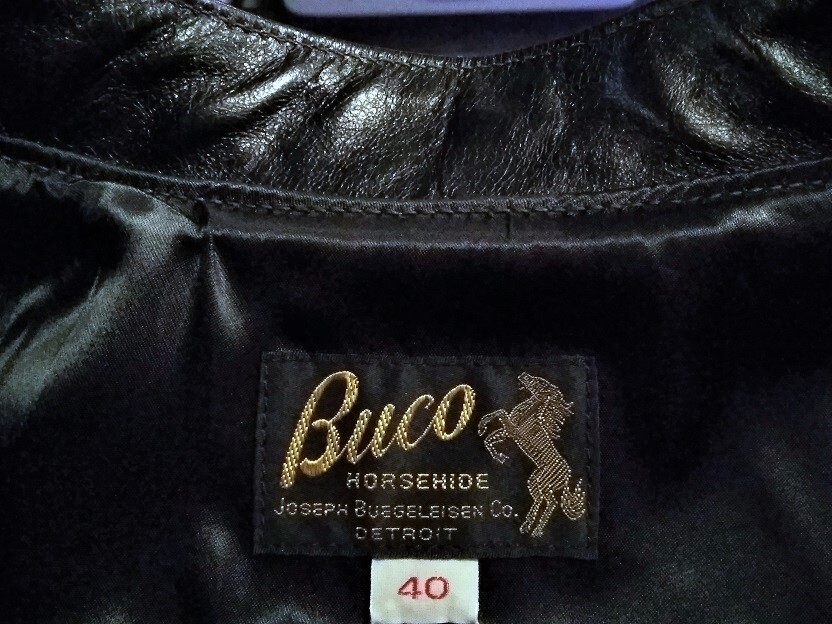 Buco
HORSEHIDE
JOSEPH BUEGELEISEN CO.
DETROIT
40